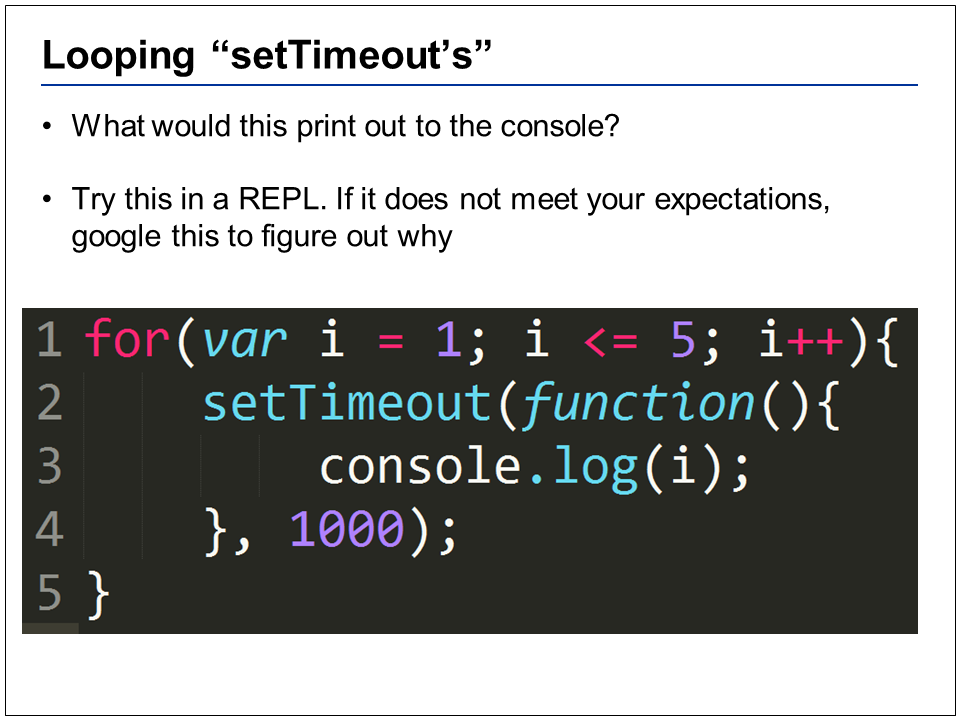 Looping “setTimeout’s”
• What would this print out to the console?
• Try this in a REPL. If it does not meet your expectations,
google this to figure out why
1 for(var i = 1; i <= 5; i++){
2 setTimeout(function(){
3 console.log(i);
4 }, 1000);
5 }